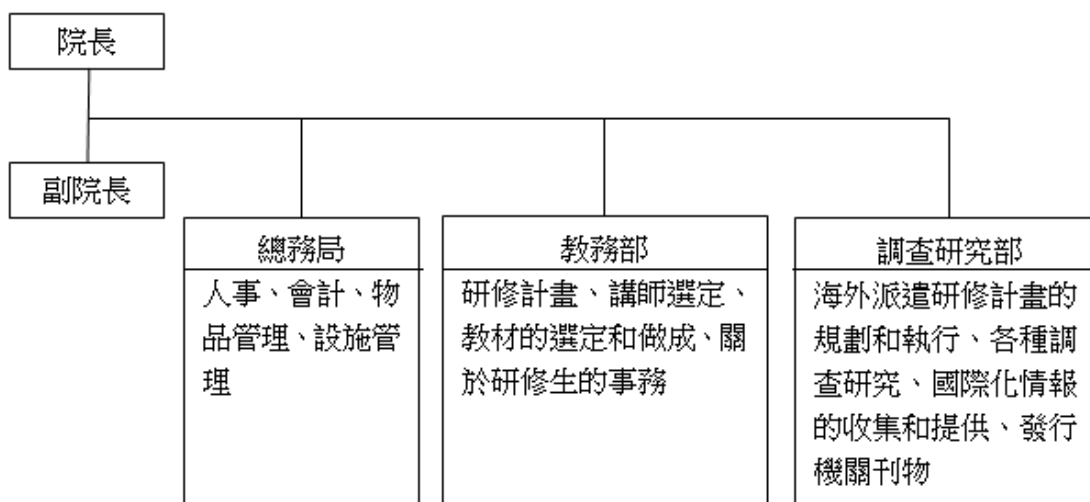 院長
副院長
總務局
人事、會計、物
品管理、設施管
理
教務部
研修計畫、講師選定、
教材的選定和做成、關
於研修生的事務
調查研究部
海外派遣研修計畫的
規劃和執行、各種調
查研究、國際化情報
的收集和提供、發行
機關刊物